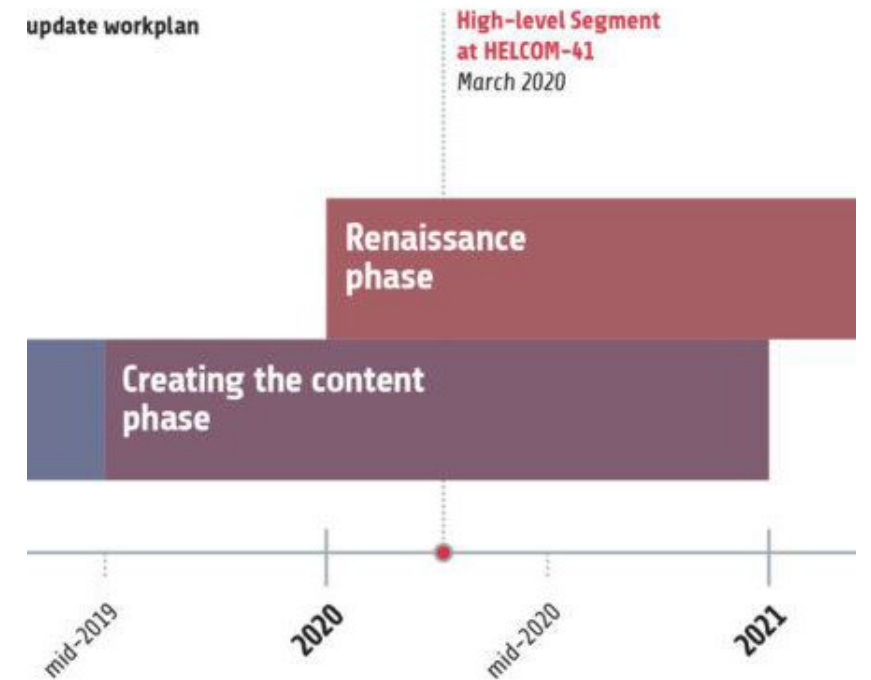 update workplan
High-level Segment
at HELCOM-41
March 2020
Renaissance
phase
Creating the content
phase
mid-2019
2020
mid-2020
2021